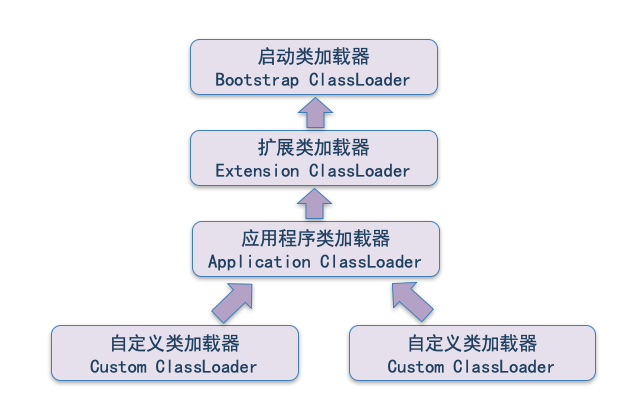 启动类加载器
Bootstrap ClassLoader
扩展类加载器
Extension ClassLoader
应用程序类加载器
Application ClassLoader
自定义类加载器
Custom ClassLoader
自定义类加载器
Custom ClassLoader